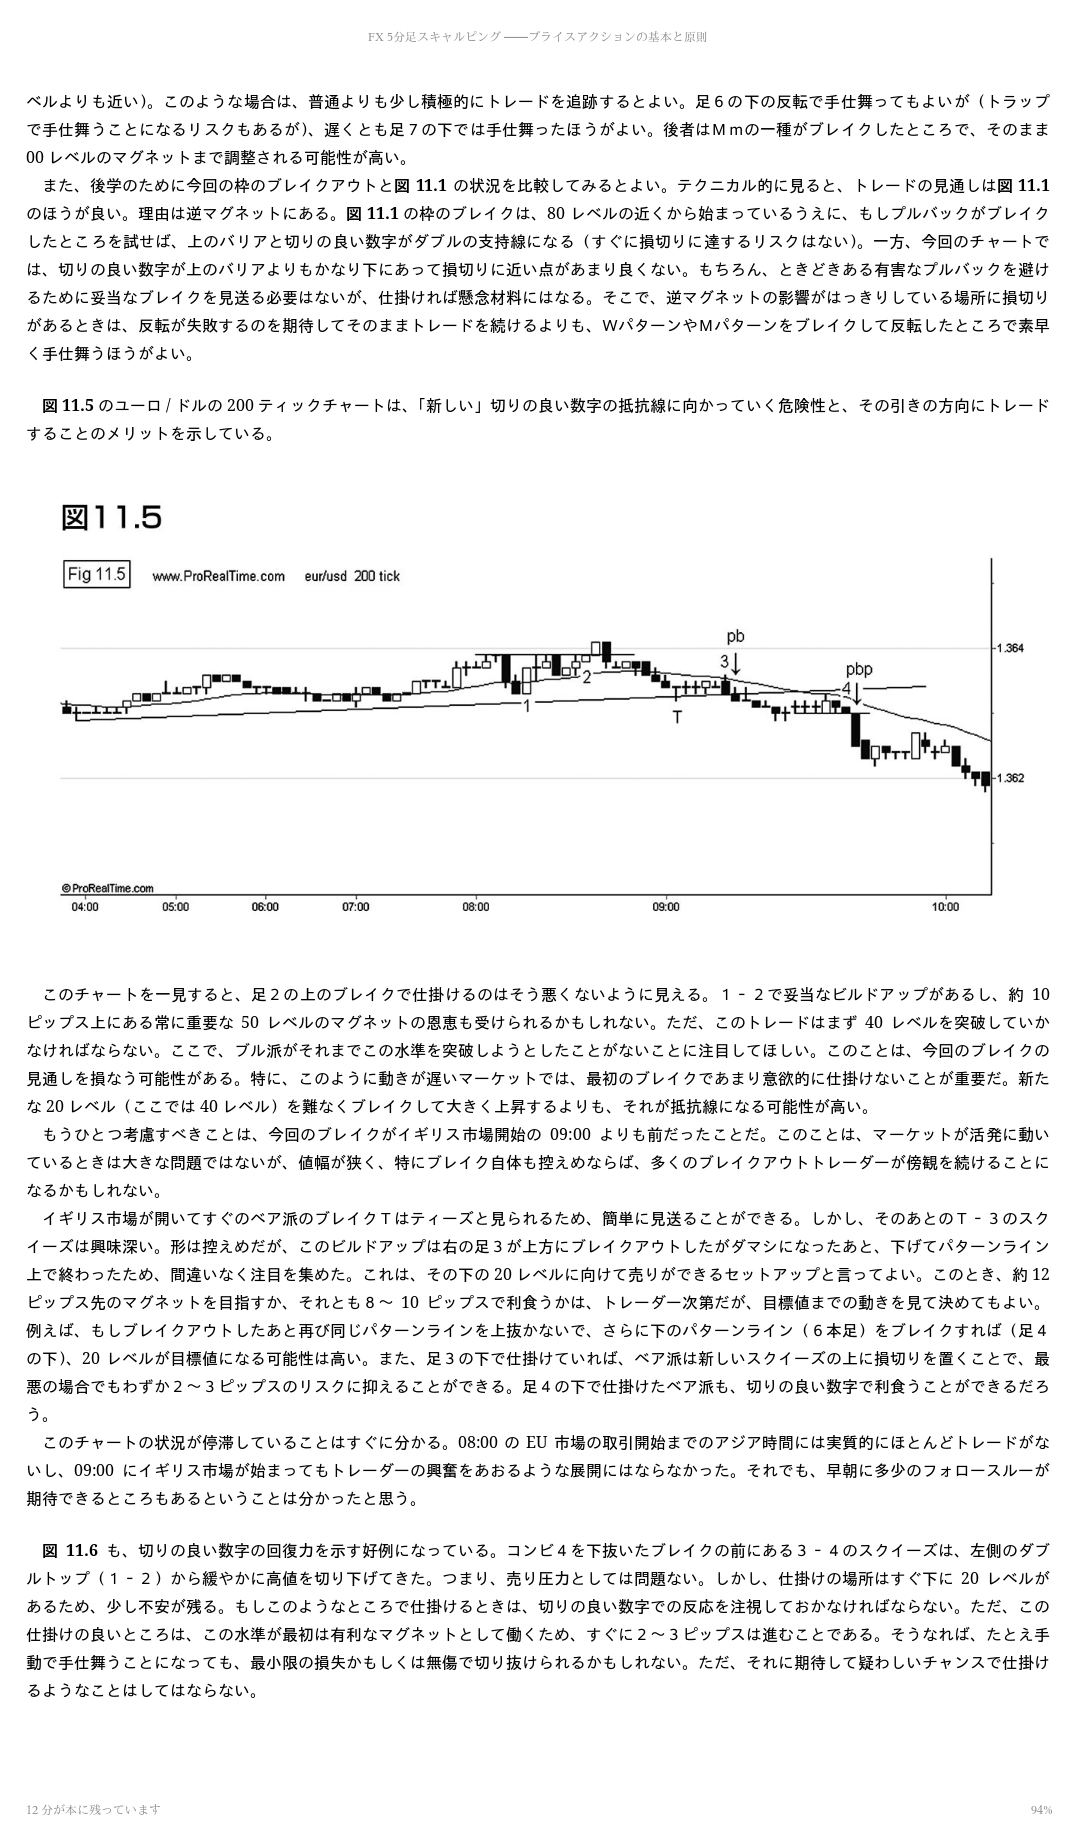 FX 5分足スキャルピング ――プライスアクションの基本と原則
ベルよりも近い）。このような場合は、普通よりも少し積極的にトレードを追跡するとよい。足６の下の反転で手仕舞ってもよいが（トラップ
で手仕舞うことになるリスクもあるが）、遅くとも足７の下では手仕舞ったほうがよい。後者はＭｍの一種がブレイクしたところで、そのまま
00 レベルのマグネットまで調整される可能性が高い。
また、後学のために今回の枠のブレイクアウトと図 11.1 の状況を比較してみるとよい。テクニカル的に見ると、トレードの見通しは図 11.1
のほうが良い。理由は逆マグネットにある。図 11.1 の枠のブレイクは、80 レベルの近くから始まっているうえに、もしプルバックがブレイク
したところを試せば、上のバリアと切りの良い数字がダブルの支持線になる（すぐに損切りに達するリスクはない）。一方、今回のチャートで
は、切りの良い数字が上のバリアよりもかなり下にあって損切りに近い点があまり良くない。もちろん、ときどきある有害なプルバックを避け
るために妥当なブレイクを見送る必要はないが、仕掛ければ懸念材料にはなる。そこで、逆マグネットの影響がはっきりしている場所に損切り
があるときは、反転が失敗するのを期待してそのままトレードを続けるよりも、ＷパターンやＭパターンをブレイクして反転したところで素早
く手仕舞うほうがよい。
図 11.5 のユーロ / ドルの 200 ティックチャートは、「新しい」切りの良い数字の抵抗線に向かっていく危険性と、その引きの方向にトレード
することのメリットを示している。
図11.5
Fig 11.5 www.ProRealTime.com eur/usd 200 tick
pb
1.364
3
pbp
2
4
1
T
1.362
©ProRealTime.com
04:00 05:00 06:00 07:00 08:00 09:00 10:00
このチャートを一見すると、足２の上のブレイクで仕掛けるのはそう悪くないように見える。１‐２で妥当なビルドアップがあるし、約 10
ピップス上にある常に重要な 50 レベルのマグネットの恩恵も受けられるかもしれない。ただ、このトレードはまず 40 レベルを突破していか
なければならない。ここで、ブル派がそれまでこの水準を突破しようとしたことがないことに注目してほしい。このことは、今回のブレイクの
見通しを損なう可能性がある。特に、このように動きが遅いマーケットでは、最初のブレイクであまり意欲的に仕掛けないことが重要だ。新た
な 20 レベル（ここでは 40 レベル）を難なくブレイクして大きく上昇するよりも、それが抵抗線になる可能性が高い。
もうひとつ考慮すべきことは、今回のブレイクがイギリス市場開始の 09:00 よりも前だったことだ。このことは、マーケットが活発に動い
ているときは大きな問題ではないが、値幅が狭く、特にブレイク自体も控えめならば、多くのブレイクアウトトレーダーが傍観を続けることに
なるかもしれない。
イギリス市場が開いてすぐのベア派のブレイクＴはティーズと見られるため、簡単に見送ることができる。しかし、そのあとのＴ‐３のスク
イーズは興味深い。形は控えめだが、このビルドアップは右の足３が上方にブレイクアウトしたがダマシになったあと、下げてパターンライン
上で終わったため、間違いなく注目を集めた。これは、その下の 20 レベルに向けて売りができるセットアップと言ってよい。このとき、約 12
ピップス先のマグネットを目指すか、それとも８～ 10 ピップスで利食うかは、トレーダー次第だが、目標値までの動きを見て決めてもよい。
例えば、もしブレイクアウトしたあと再び同じパターンラインを上抜かないで、さらに下のパターンライン（６本足）をブレイクすれば（足４
の下）、20 レベルが目標値になる可能性は高い。また、足３の下で仕掛けていれば、ベア派は新しいスクイーズの上に損切りを置くことで、最
悪の場合でもわずか２～３ピップスのリスクに抑えることができる。足４の下で仕掛けたベア派も、切りの良い数字で利食うことができるだろ
う。
このチャートの状況が停滞していることはすぐに分かる。08:00 の EU 市場の取引開始までのアジア時間には実質的にほとんどトレードがな
いし、09:00 にイギリス市場が始まってもトレーダーの興奮をあおるような展開にはならなかった。それでも、早朝に多少のフォロースルーが
期待できるところもあるということは分かったと思う。
図 11.6 も、切りの良い数字の回復力を示す好例になっている。コンビ４を下抜いたブレイクの前にある３‐４のスクイーズは、左側のダブ
ルトップ（１‐２）から緩やかに高値を切り下げてきた。つまり、売り圧力としては問題ない。しかし、仕掛けの場所はすぐ下に 20 レベルが
あるため、少し不安が残る。もしこのようなところで仕掛けるときは、切りの良い数字での反応を注視しておかなければならない。ただ、この
仕掛けの良いところは、この水準が最初は有利なマグネットとして働くため、すぐに２～３ピップスは進むことである。そうなれば、たとえ手
動で手仕舞うことになっても、最小限の損失かもしくは無傷で切り抜けられるかもしれない。ただ、それに期待して疑わしいチャンスで仕掛け
るようなことはしてはならない。
12 分が本に残っています
94%